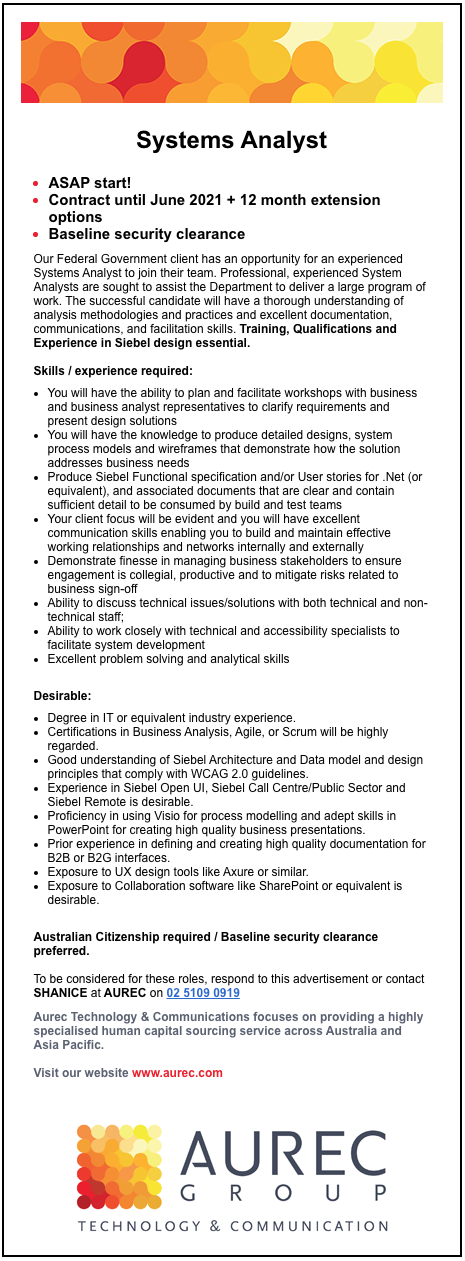 Systems Analyst
• ASAP start!
• Contract until June 2021 + 12 month extension
options
• Baseline security clearance
Our Federal Government client has an opportunity for an experienced
Systems Analyst to join their team. Professional, experienced System
Analysts are sought to assist the Department to deliver a large program of
work. The successful candidate will have a thorough understanding of
analysis methodologies and practices and excellent documentation,
communications, and facilitation skills. Training, Qualifications and
Experience in Siebel design essential.
Skills / experience required:
• You will have the ability to plan and facilitate workshops with business
and business analyst representatives to clarify requirements and
present design solutions
• You will have the knowledge to produce detailed designs, system
process models and wireframes that demonstrate how the solution
addresses business needs
• Produce Siebel Functional specification and/or User stories for .Net (or
equivalent), and associated documents that are clear and contain
sufficient detail to be consumed by build and test teams
• Your client focus will be evident and you will have excellent
communication skills enabling you to build and maintain effective
working relationships and networks internally and externally
• Demonstrate finesse in managing business stakeholders to ensure
engagement is collegial, productive and to mitigate risks related to
business sign-off
• Ability to discuss technical issues/solutions with both technical and non-
technical staff;
• Ability to work closely with technical and accessibility specialists to
facilitate system development
• Excellent problem solving and analytical skills
Desirable:
• Degree in IT or equivalent industry experience.
• Certifications in Business Analysis, Agile, or Scrum will be highly
regarded.
• Good understanding of Siebel Architecture and Data model and design
principles that comply with WCAG 2.0 guidelines.
• Experience in Siebel Open UI, Siebel Call Centre/Public Sector and
Siebel Remote is desirable.
• Proficiency in using Visio for process modelling and adept skills in
PowerPoint for creating high quality business presentations.
• Prior experience in defining and creating high quality documentation for
B2B or B2G interfaces.
• Exposure to UX design tools like Axure or similar.
• Exposure to Collaboration software like SharePoint or equivalent is
desirable.
Australian Citizenship required / Baseline security clearance
preferred.
To be considered for these roles, respond to this advertisement or contact
SHANICE at AUREC on 02 5109 0919
Aurec Technology & Communications focuses on providing a highly
specialised human capital sourcing service across Australia and
Asia Pacific.
Visit our website www.aurec.com
AUREC
GROUP
TECHNOLOGY & COMMUNICATION